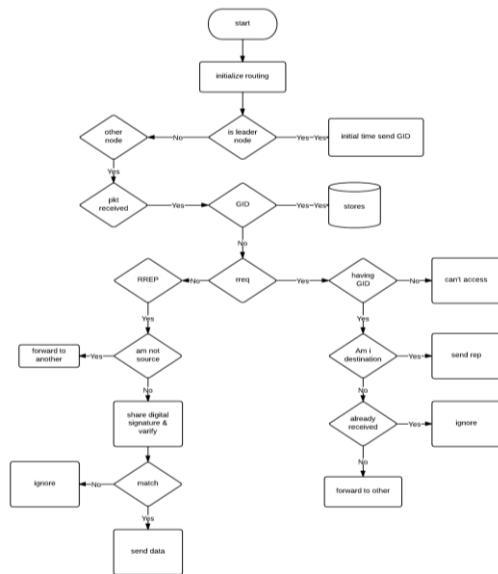 start
initialize routing
is leader
node
No
Yes
Yes
initial time send GID
other
node
Yes
pkt
received
Yes
GID
Yes
Yes
stores
No
RREP
No
rreq
Yes
having
GID
No
can't access
Yes
Yes
forward to
another
Yes
am not
source
Am i
destination
Yes
send rep
No
No
share digital
signature &
varify
already
received
Yes
ignore
No
ignore
No
match
forward to other
Yes
send data